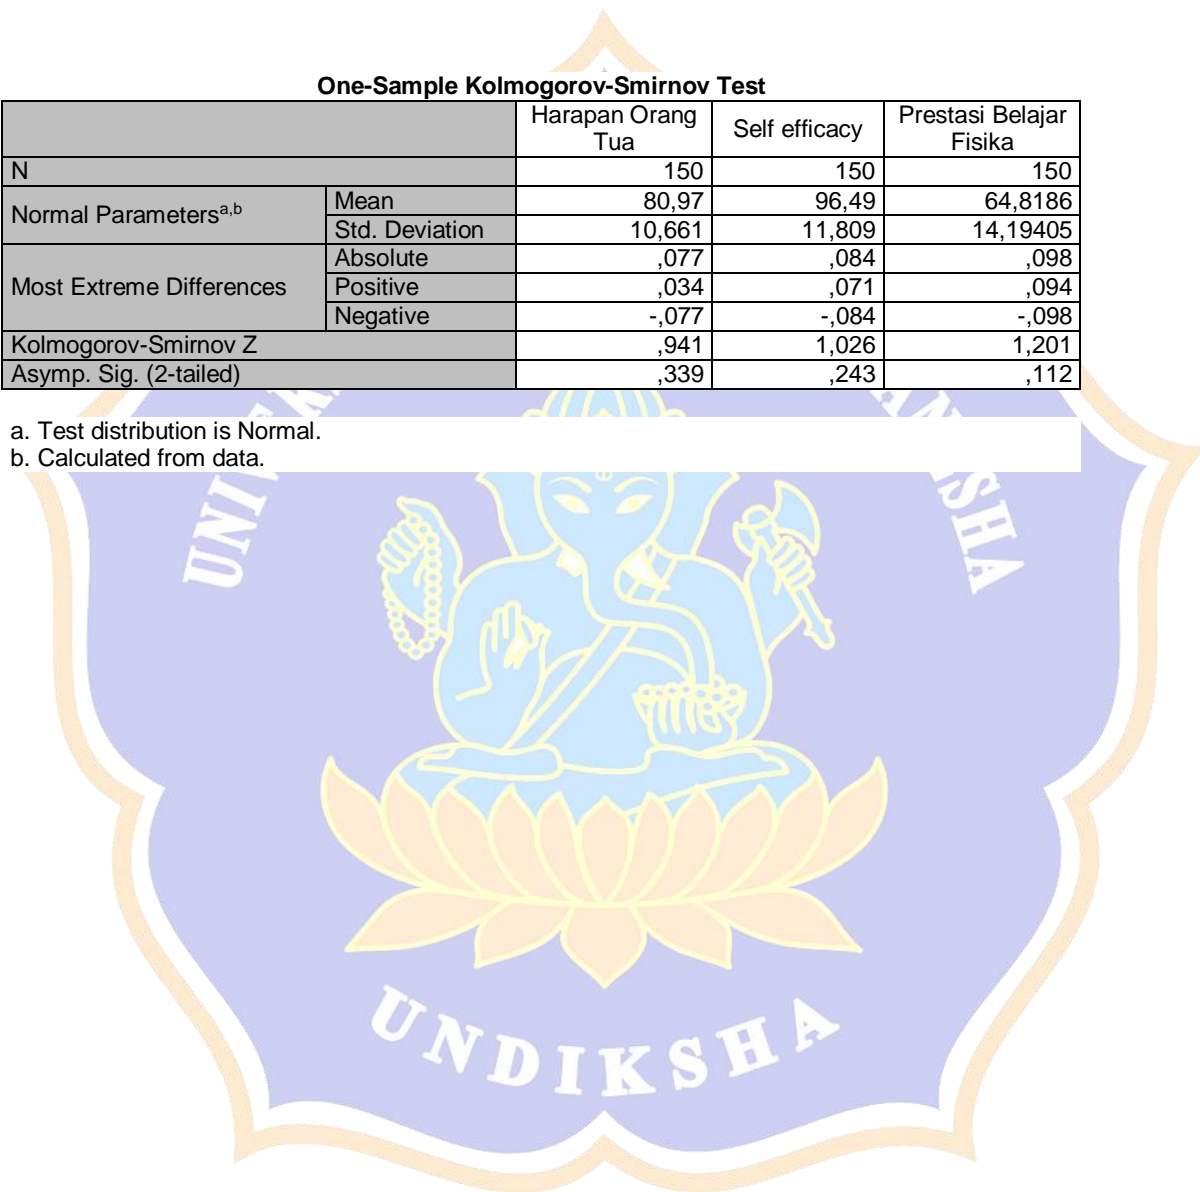 One-Sample Kolmogorov-Smirnov Test
Harapan Orang Tua Self efficacy Prestasi Belajar Fisika
N 150 150 150
Normal Parametersa,b Mean 80,97 96,49 64,8186
Std. Deviation 10,661 11,809 14,19405
Most Extreme Differences Absolute ,077 ,084 ,098
Positive ,034 ,071 ,094
Negative -,077 -,084 -,098
Kolmogorov-Smirnov Z ,941 1,026 1,201
Asymp. Sig. (2-tailed) ,339 ,243 ,112
a. Test distribution is Normal.
b. Calculated from data.
UNDIKSHA